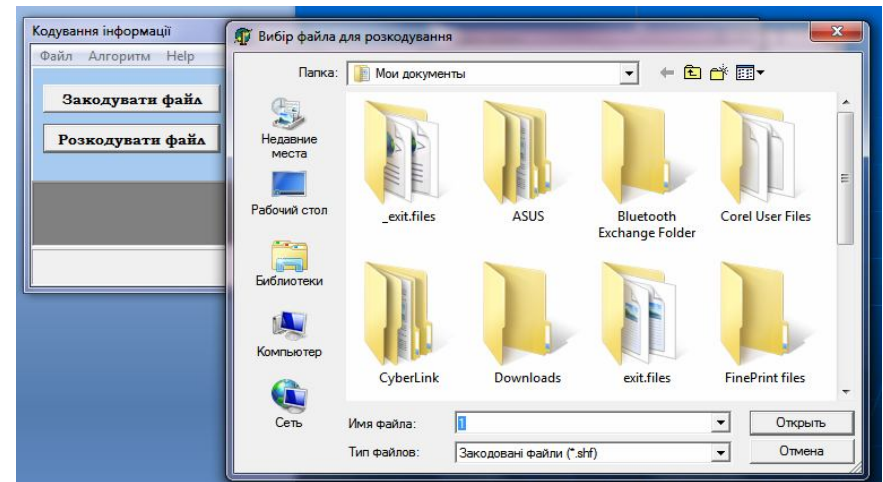 Кодування інформації
Файл Алгоритм Help
Закодувати файл
Розкодувати файл
Вибір файла для розкодування
Папка: Мои документы
Недавние места
Рабочий стол
Библиотеки
Компьютер
Сеть
_exit.files
ASUS
Bluetooth Exchange Folder
Corel User Files
CyberLink
Downloads
exit.files
FinePrint files
Имя файла: 1
Открыть
Тип файлов: Закодовані файли (*.shf)
Отмена